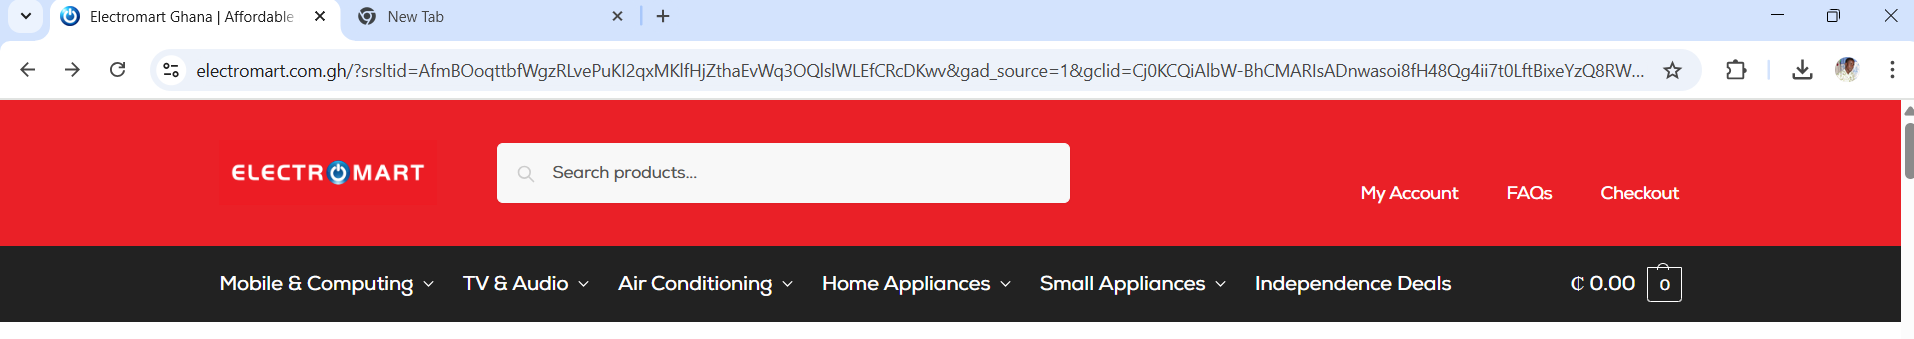 Electromart Ghana | Affordable
New Tab
electromart.com.gh/?srsltid=AfmBOoqttbfWgzRLvePuKI2qxMKlfHjZthaEvWq3OQlslWLEfCRcDKwv&gad_source=1&gclid=Cj0KCQiAlbW-BhCMARIsADnwasoi8fH48Qg4ii7t0LftBixeYzQ8RW...
ELECTROMART
Search products...
My Account FAQs Checkout
Mobile & Computing TV & Audio Air Conditioning Home Appliances Small Appliances Independence Deals ₵ 0.00 0